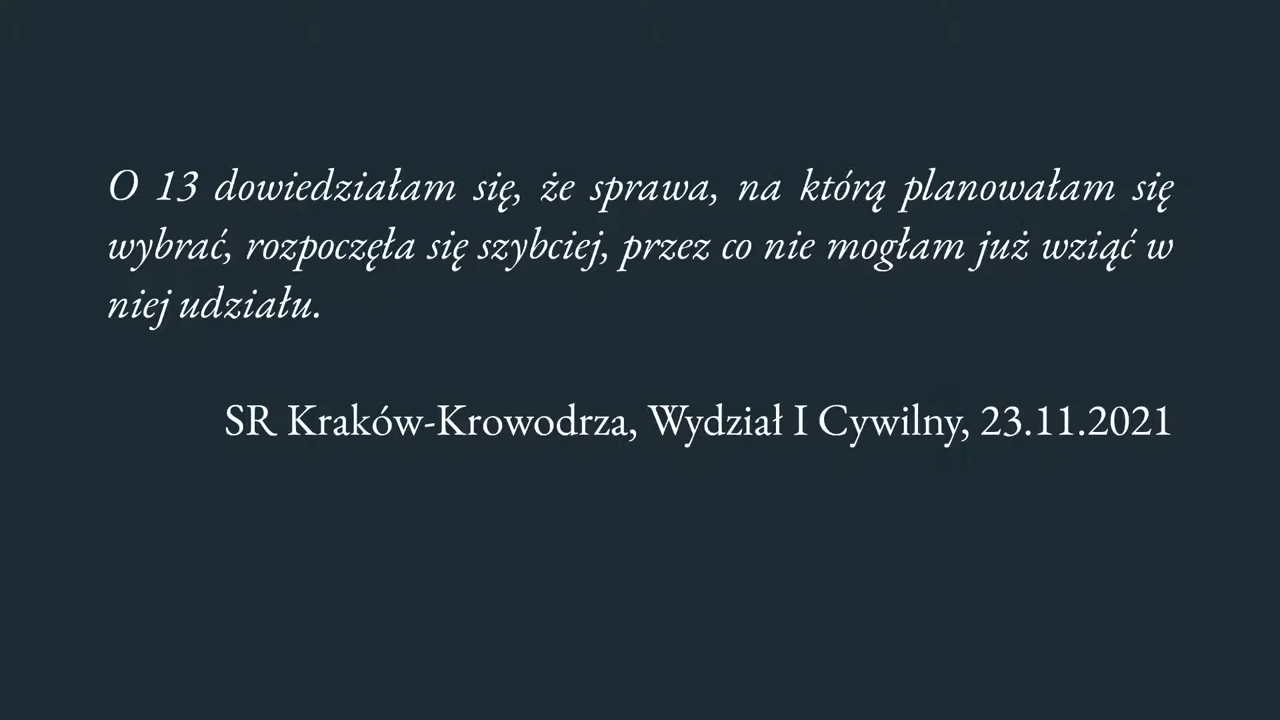 O 13 dowiedziałam się, że sprawa, na którą planowałam się
wybrać, rozpoczęła się szybciej, przez co nie mogłam już wziąć w
niej udziału.
SR Kraków-Krowodrza, Wydział I Cywilny, 23.11.2021